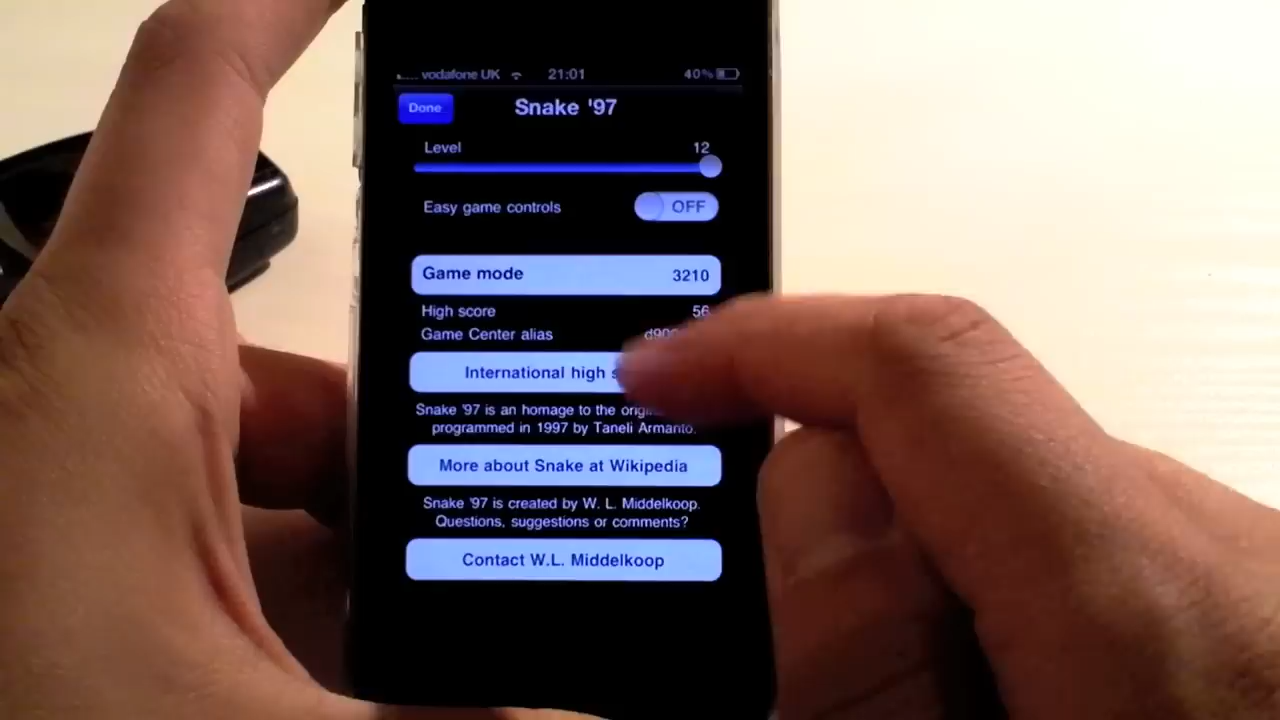 vodafone UK 21:01 40%
Done Snake '97
Level 12
Easy game controls OFF
Game mode 3210
High score 56
Game Center alias
International high
Snake '97 is an homage to the
programmed in 1997 by Taneli Armanto.
More about Snake at Wikipedia
Snake '97 is created by W. L. Middelkoop.
Questions, suggestions or comments?
Contact W.L. Middelkoop